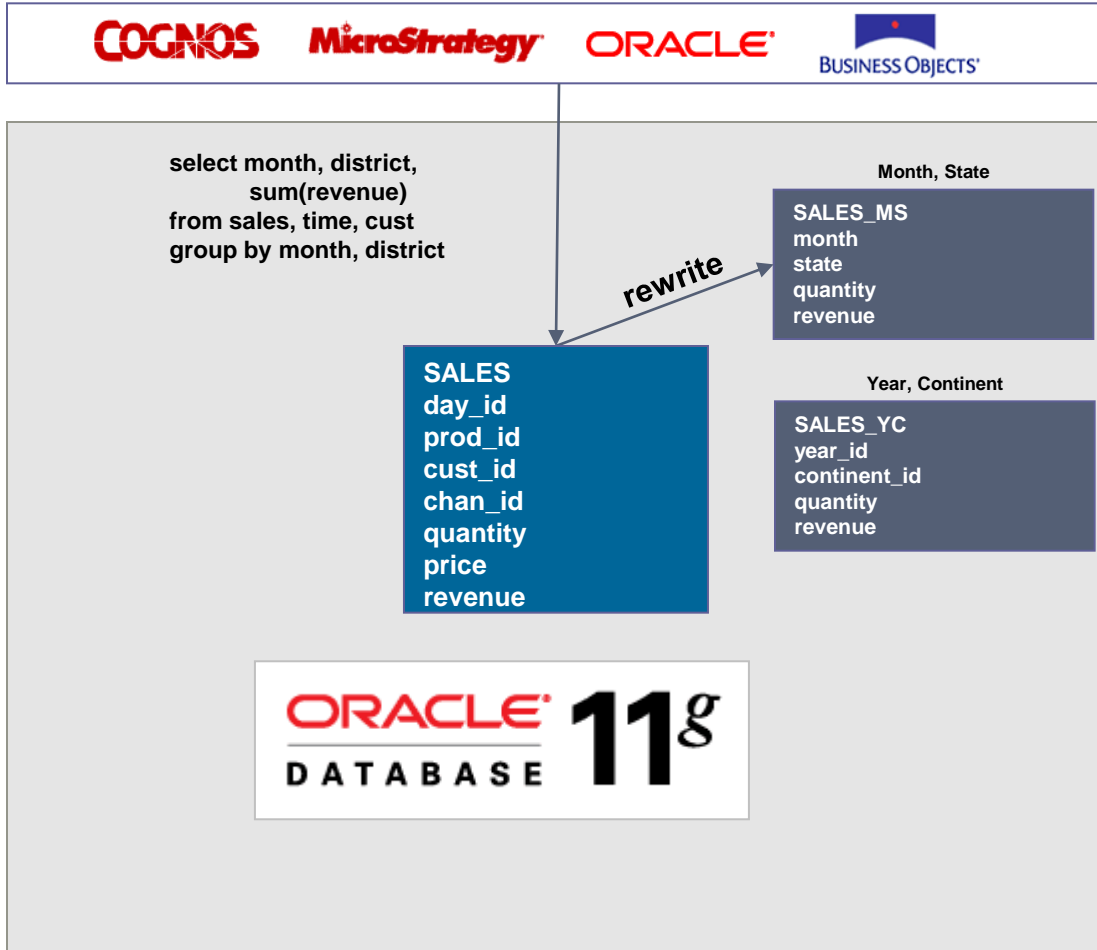 COGNOS MicroStrategy ORACLE® BUSINESS OBJECTS®
select month, district,
sum(revenue)
from sales, time, cust
group by month, district
rewrite
Month, State
SALES_MS
month
state
quantity
revenue
SALES
day_id
prod_id
cust_id
chan_id
quantity
price
revenue
Year, Continent
SALES_YC
year_id
continent_id
quantity
revenue
ORACLE® 11g
DATABASE